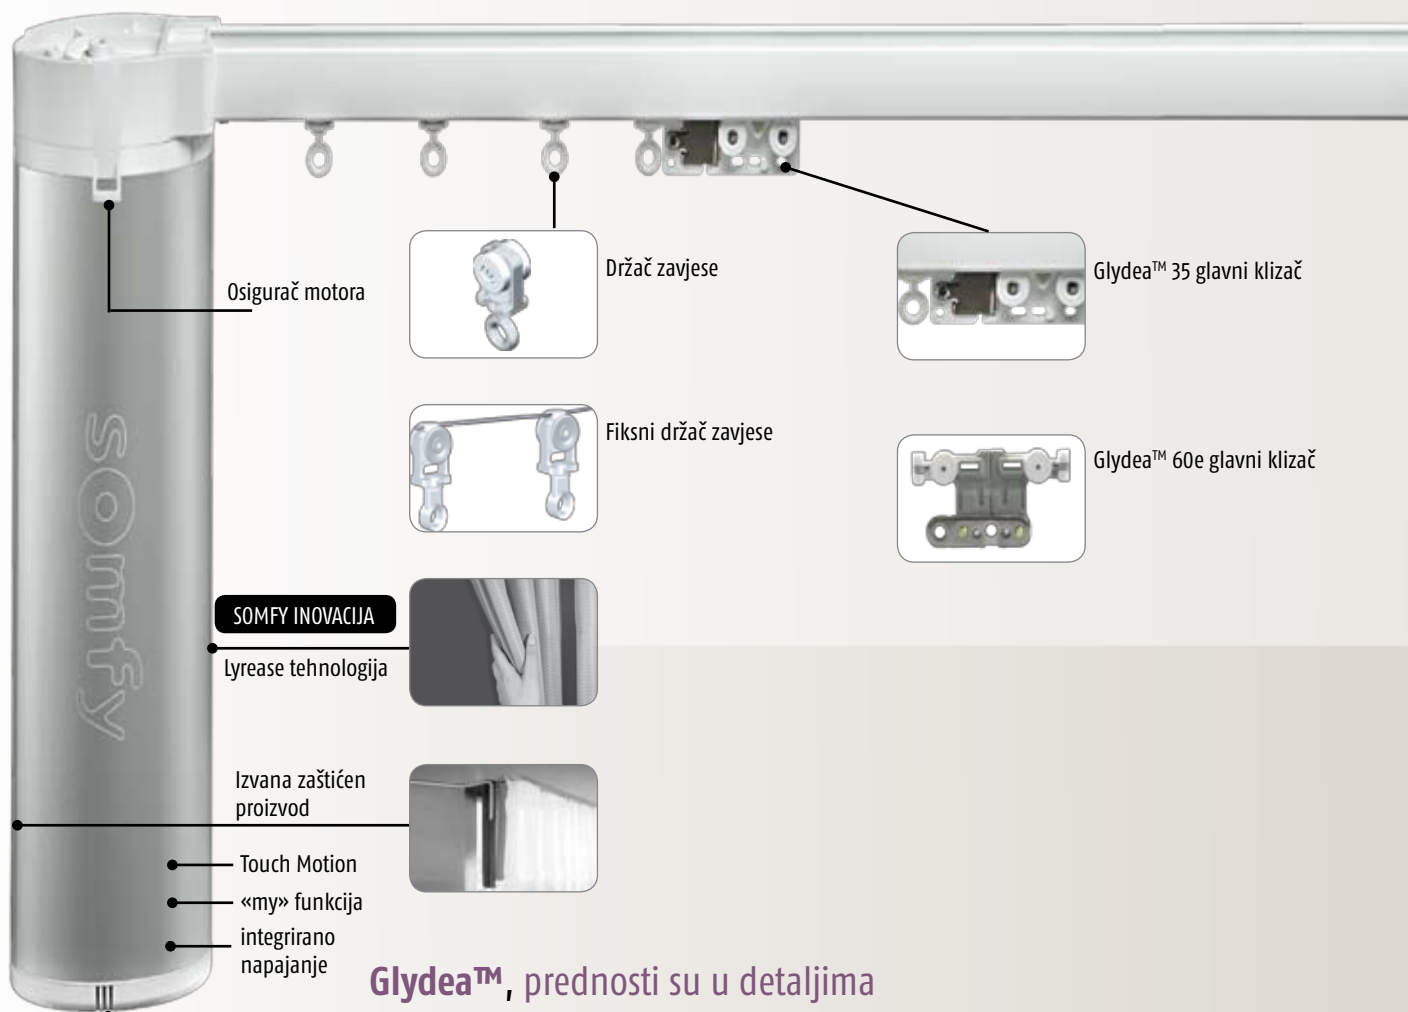 somfy
Osigurač motora
Držač zavjese
Glydea™ 35 glavni klizač
Fiksni držač zavjese
Glydea™ 60e glavni klizač
SOMFY INOVACIJA
Lyrease tehnologija
Izvana zaštićen
proizvod
Touch Motion
«my» funkcija
integrirano
napajanje
Glydea™, prednosti su u detaljima